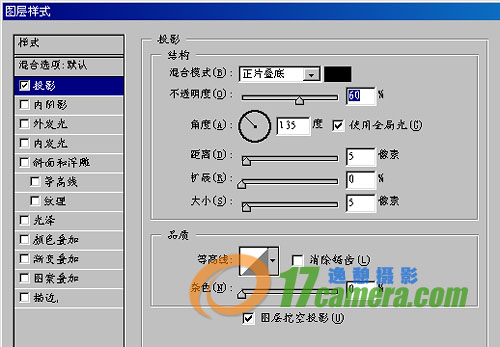 图层样式
样式
混合选项:默认
投影
内阴影
外发光
内发光
斜面和浮雕
等高线
纹理
光泽
颜色叠加
渐变叠加
图案叠加
描边
投影
结构
混合模式(B): 正片叠底
不透明度(O): 60 %
角度(A): 135 度 使用全局光(G)
距离(D): 5 像素
扩展(R): 0 %
大小(S): 5 像素
品质
等高线: 消除锯齿(L)
杂色(N): 0 %
图层挖空投影(U)
逸憩摄影
17camera.com